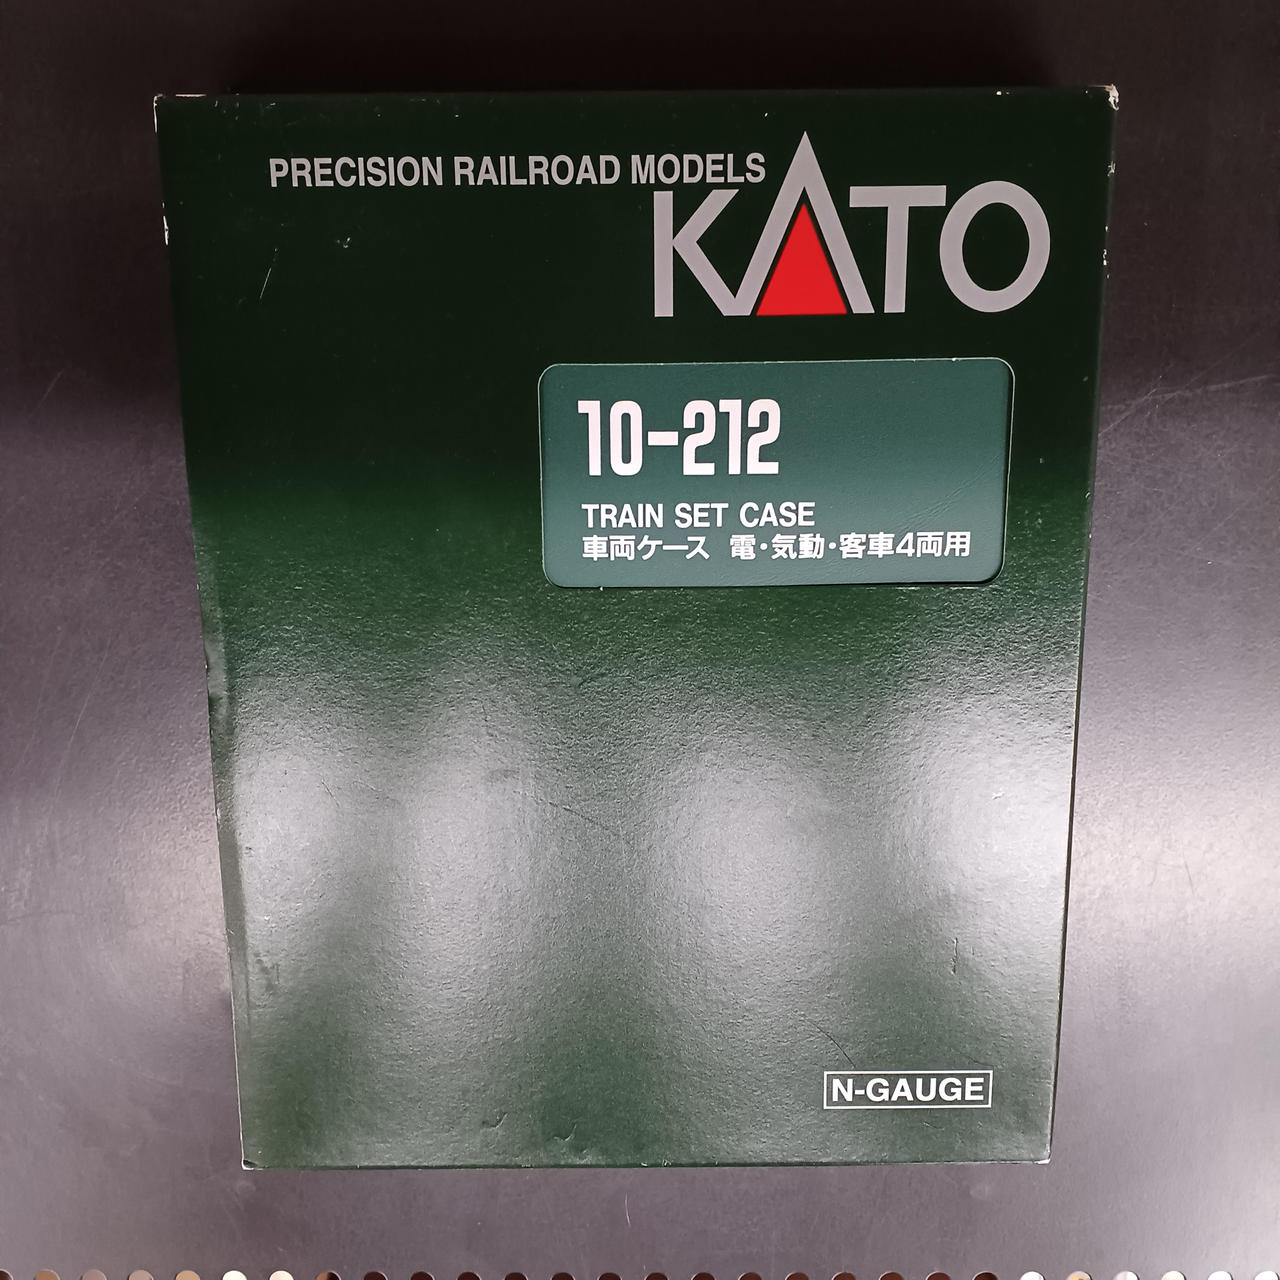 PRECISION RAILROAD MODELS
KATO
10-212
TRAIN SET CASE
車両ケース 電・気動・客車4両用
N-GAUGE